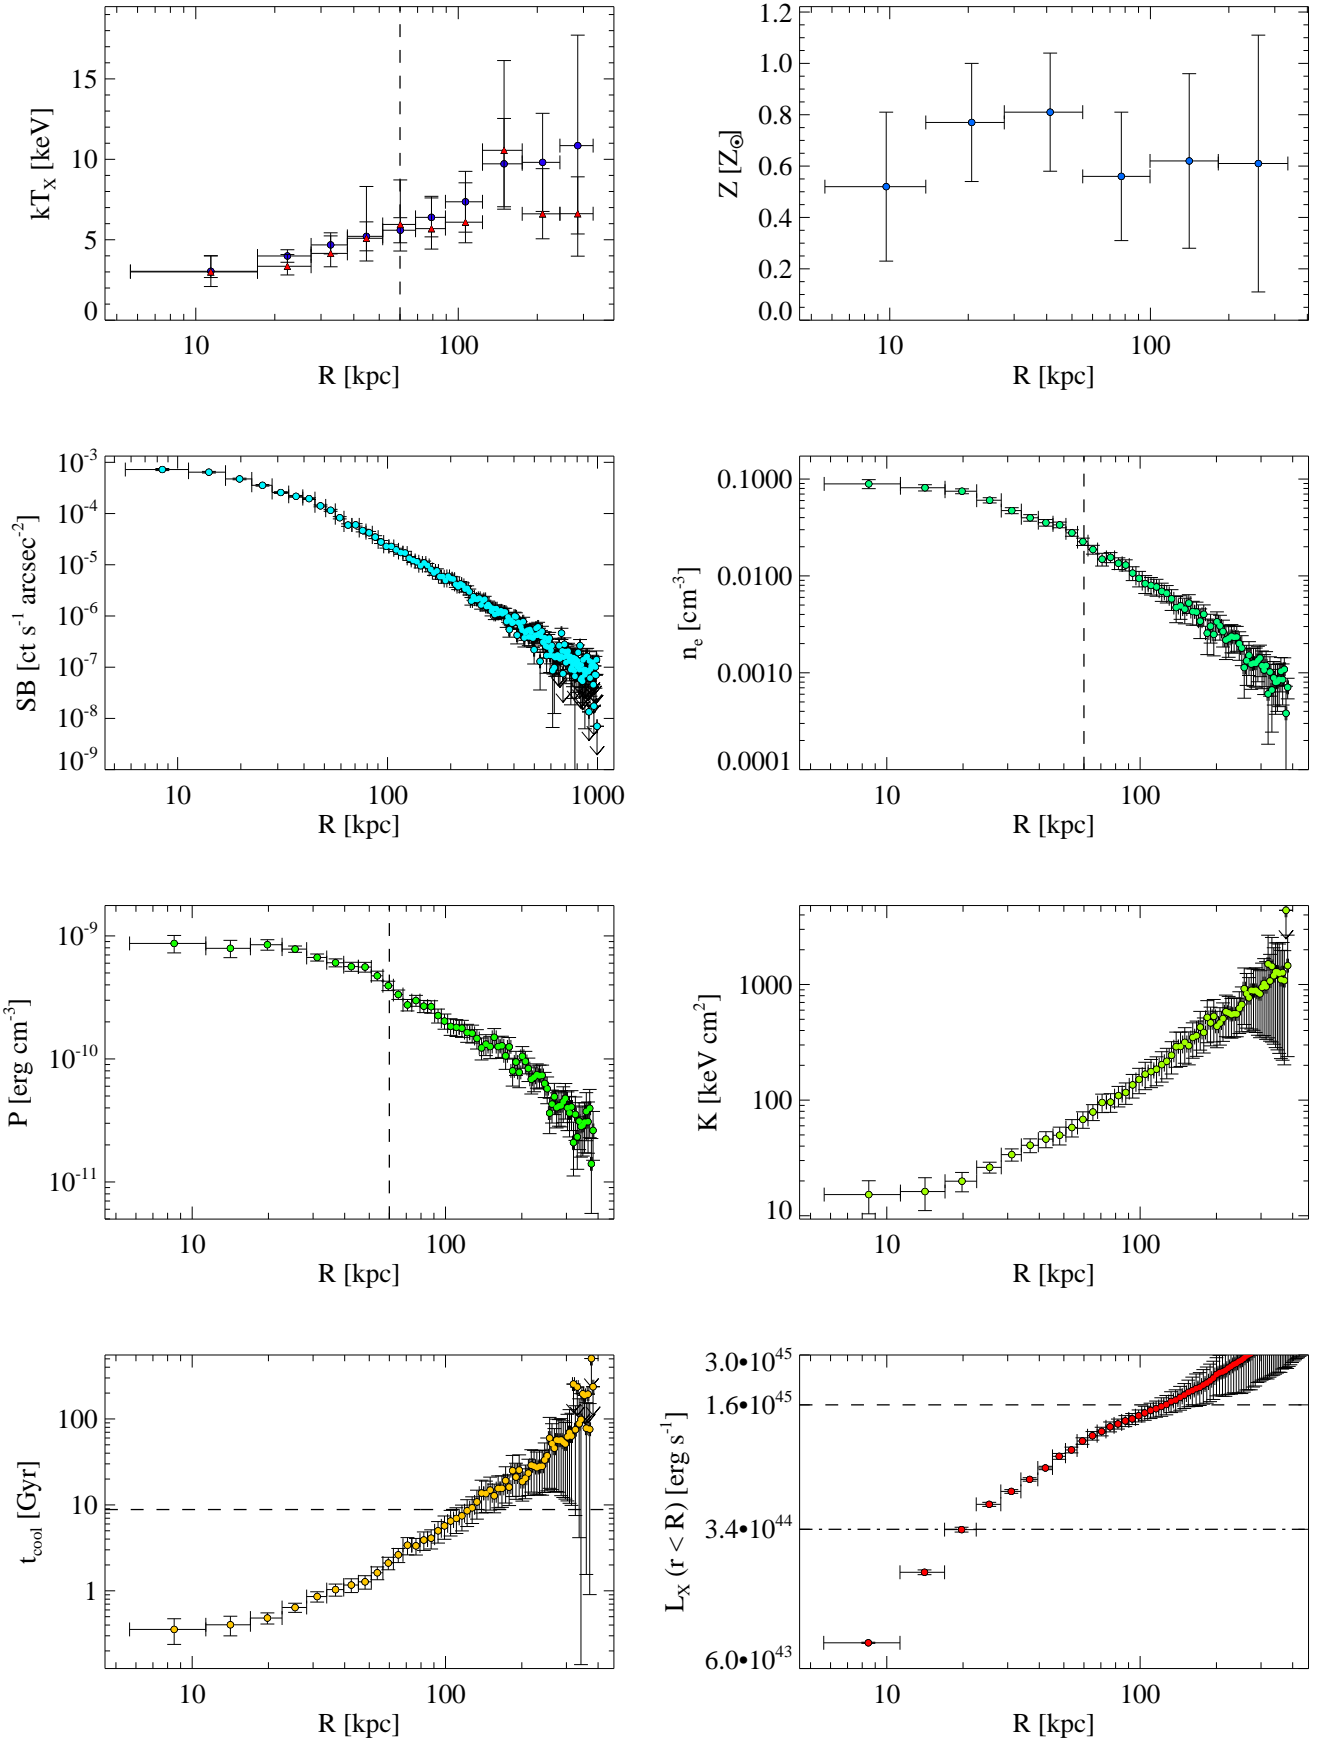 15
10
5
0
kT_X [keV]
10 100
R [kpc]
1.2
1.0
0.8
0.6
0.4
0.2
0.0
Z [Z_☉]
10 100
R [kpc]
10^-3
10^-4
10^-5
10^-6
10^-7
10^-8
10^-9
SB [ct s^-1 arcsec^-2]
10 100 1000
R [kpc]
0.1000
0.0100
0.0010
0.0001
n_e [cm^-3]
10 100
R [kpc]
10^-9
10^-10
10^-11
P [erg cm^-3]
10 100
R [kpc]
1000
100
10
K [keV cm^2]
10 100
R [kpc]
100
10
1
t_cool [Gyr]
10 100
R [kpc]
3.0•10^45
1.6•10^45
3.4•10^44
6.0•10^43
L_X (r < R) [erg s^-1]
10 100
R [kpc]